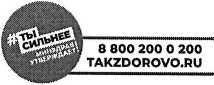 #ТЫ
СИЛЬНЕЕ
МИНЗДРАВ
УТВЕРЖДАЕТ!
8 800 200 0 200
TAKZDOROVO.RU